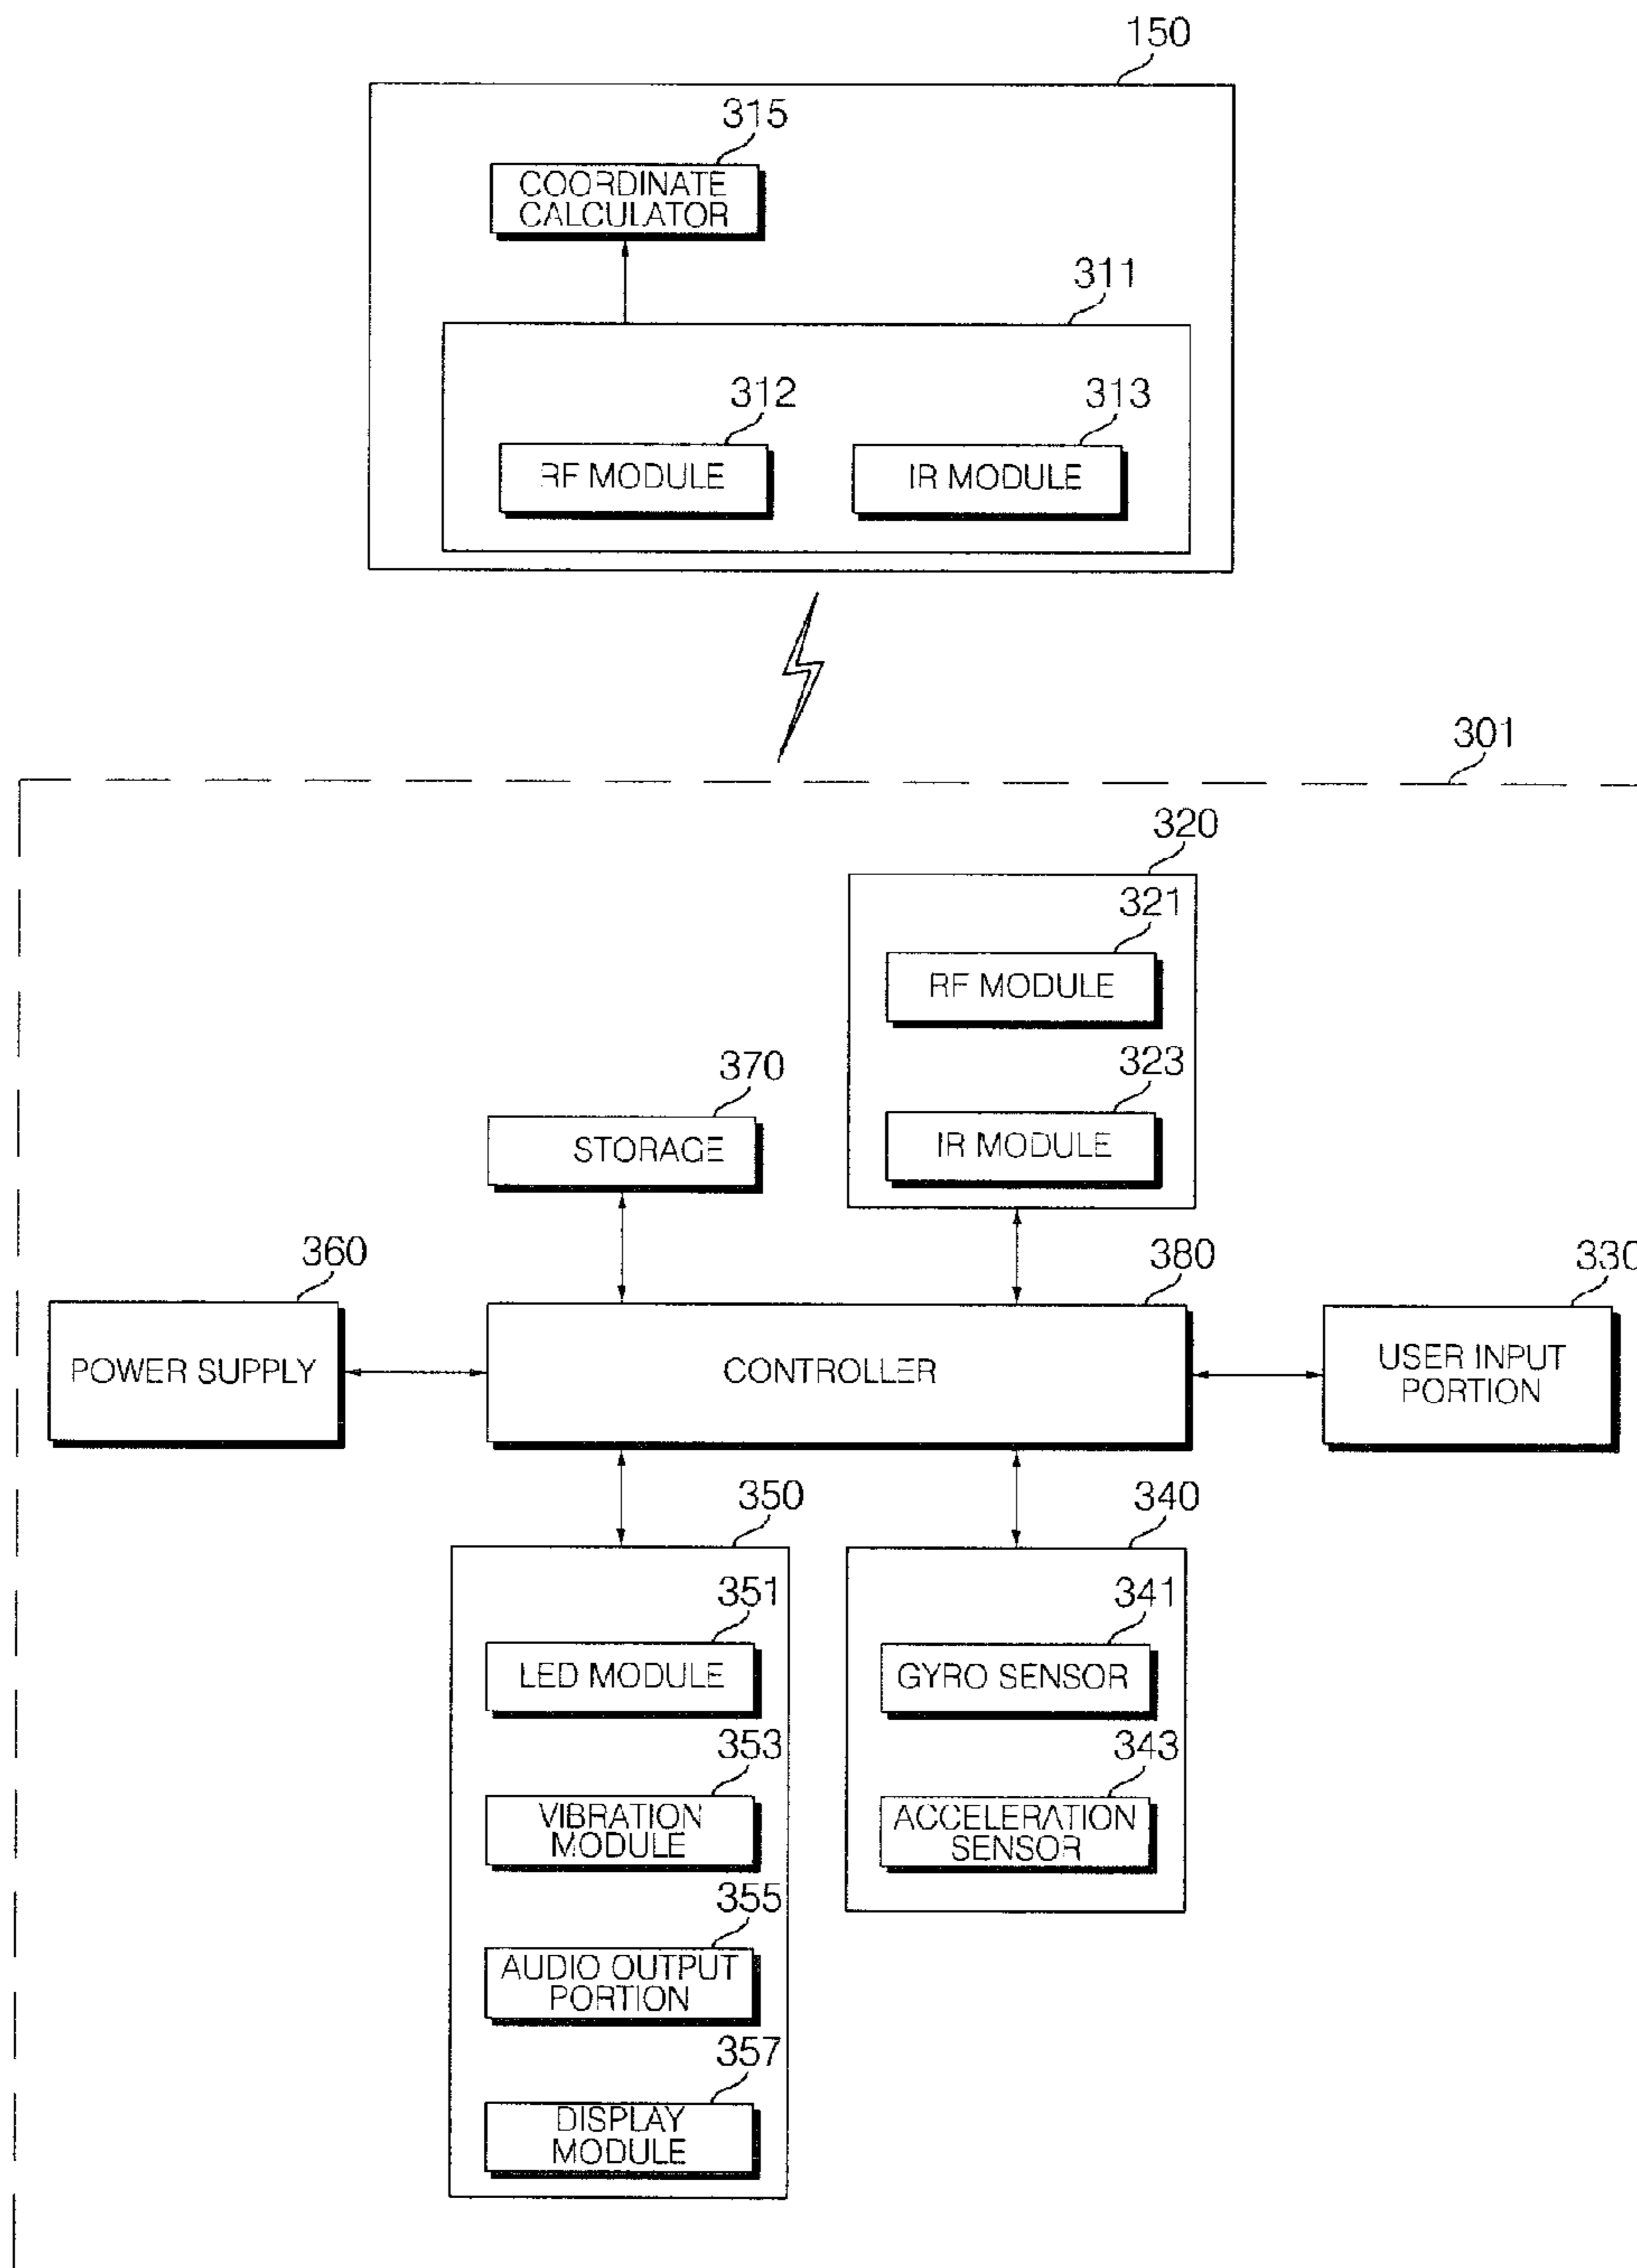 150
315
COORDINATE
CALCULATOR
311
312
313
RF MODULE
IR MODULE
301
320
321
RF MODULE
370
323
STORAGE
IR MODULE
360
380
330
POWER SUPPLY
CONTROLLER
USER INPUT
PORTION
350
340
351
341
LED MODULE
GYRO SENSOR
353
343
VIBRATION
MODULE
ACCELERATION
SENSOR
355
AUDIO OUTPUT
PORTION
357
DISPLAY
MODULE